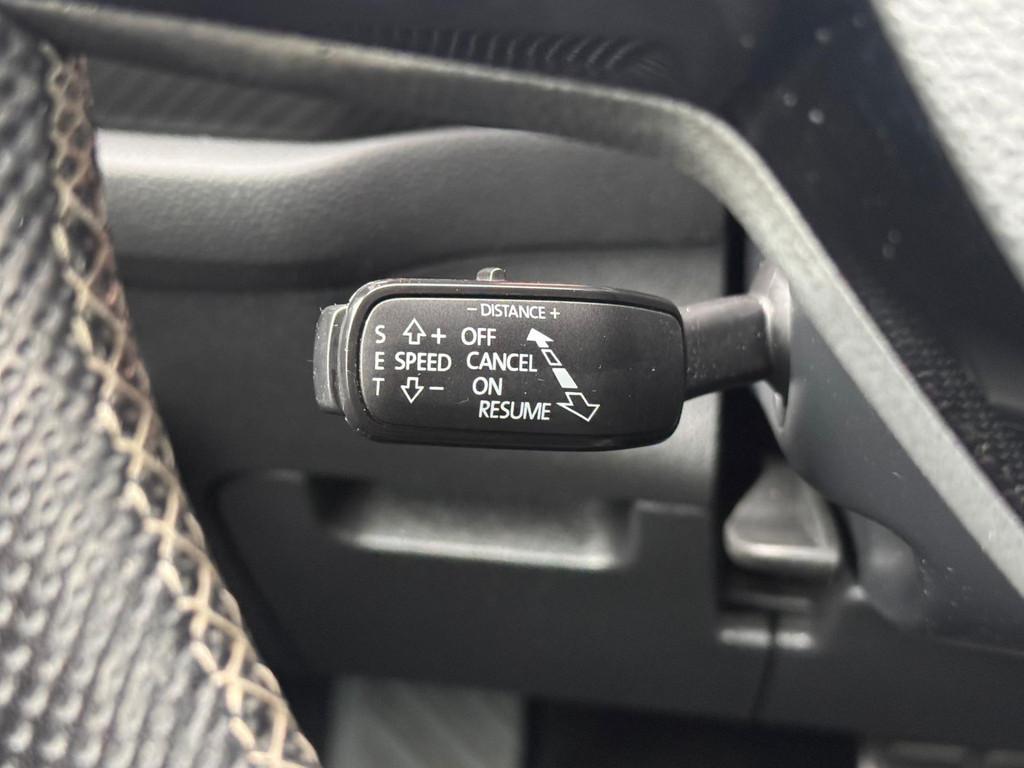 − DISTANCE +
S + OFF
E SPEED CANCEL
T − ON
RESUME